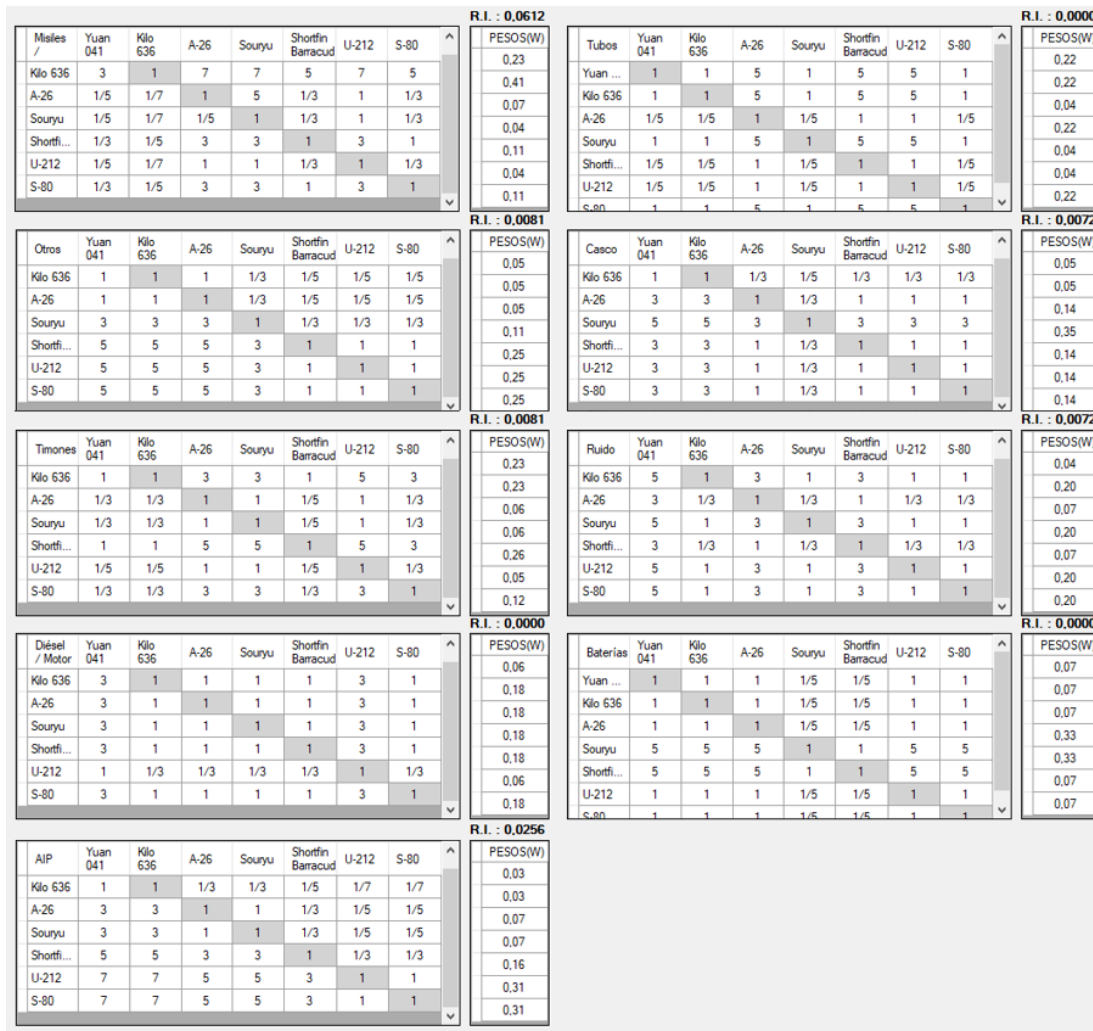 R.I. : 0,0612
Misiles / Yuan 041 Kilo 636 A-26 Souryu Shortfin Barracud U-212 S-80 PESOS(W)
0,23
Kilo 636 3 1 7 7 5 7 5 0,41
A-26 1/5 1/7 1 5 1/3 1 1/3 0,07
Souryu 1/5 1/7 1/5 1 1/3 1 1/3 0,04
Shortfi... 1/3 1/5 3 3 1 3 1 0,11
U-212 1/5 1/7 1 1 1/3 1 1/3 0,04
S-80 1/3 1/5 3 3 1 3 1 0,11
R.I. : 0,0000
Tubos Yuan 041 Kilo 636 A-26 Souryu Shortfin Barracud U-212 S-80 PESOS(W)
Yuan ... 1 1 5 1 5 5 1 0,22
Kilo 636 1 1 5 1 5 5 1 0,22
A-26 1/5 1/5 1 1/5 1 1 1/5 0,04
Souryu 1 1 5 1 5 5 1 0,22
Shortfi... 1/5 1/5 1 1/5 1 1 1/5 0,04
U-212 1/5 1/5 1 1/5 1 1 1/5 0,04
S-80 1 1 5 1 5 5 1 0,22
R.I. : 0,0081
Otros Yuan 041 Kilo 636 A-26 Souryu Shortfin Barracud U-212 S-80 PESOS(W)
0,05
Kilo 636 1 1 1 1/3 1/5 1/5 1/5 0,05
A-26 1 1 1 1/3 1/5 1/5 1/5 0,05
Souryu 3 3 3 1 1/3 1/3 1/3 0,11
Shortfi... 5 5 5 3 1 1 1 0,25
U-212 5 5 5 3 1 1 1 0,25
S-80 5 5 5 3 1 1 1 0,25
R.I. : 0,0072
Casco Yuan 041 Kilo 636 A-26 Souryu Shortfin Barracud U-212 S-80 PESOS(W)
0,05
Kilo 636 1 1 1/3 1/5 1/3 1/3 1/3 0,05
A-26 3 3 1 1/3 1 1 1 0,14
Souryu 5 5 3 1 3 3 3 0,35
Shortfi... 3 3 1 1/3 1 1 1 0,14
U-212 3 3 1 1/3 1 1 1 0,14
S-80 3 3 1 1/3 1 1 1 0,14
R.I. : 0,0081
Timones Yuan 041 Kilo 636 A-26 Souryu Shortfin Barracud U-212 S-80 PESOS(W)
0,23
Kilo 636 1 1 3 3 1 5 3 0,23
A-26 1/3 1/3 1 1 1/5 1 1/3 0,06
Souryu 1/3 1/3 1 1 1/5 1 1/3 0,06
Shortfi... 1 1 5 5 1 5 3 0,26
U-212 1/5 1/5 1 1 1/5 1 1/3 0,05
S-80 1/3 1/3 3 3 1/3 3 1 0,12
R.I. : 0,0072
Ruido Yuan 041 Kilo 636 A-26 Souryu Shortfin Barracud U-212 S-80 PESOS(W)
0,04
Kilo 636 5 1 3 1 3 1 1 0,20
A-26 3 1/3 1 1/3 1 1/3 1/3 0,07
Souryu 5 1 3 1 3 1 1 0,20
Shortfi... 3 1/3 1 1/3 1 1/3 1/3 0,07
U-212 5 1 3 1 3 1 1 0,20
S-80 5 1 3 1 3 1 1 0,20
R.I. : 0,0000
Diésel / Motor Yuan 041 Kilo 636 A-26 Souryu Shortfin Barracud U-212 S-80 PESOS(W)
0,06
Kilo 636 3 1 1 1 1 3 1 0,18
A-26 3 1 1 1 1 3 1 0,18
Souryu 3 1 1 1 1 3 1 0,18
Shortfi... 3 1 1 1 1 3 1 0,18
U-212 1 1/3 1/3 1/3 1/3 1 1/3 0,06
S-80 3 1 1 1 1 3 1 0,18
R.I. : 0,0000
Baterías Yuan 041 Kilo 636 A-26 Souryu Shortfin Barracud U-212 S-80 PESOS(W)
Yuan ... 1 1 1 1/5 1/5 1 1 0,07
Kilo 636 1 1 1 1/5 1/5 1 1 0,07
A-26 1 1 1 1/5 1/5 1 1 0,07
Souryu 5 5 5 1 1 5 5 0,33
Shortfi... 5 5 5 1 1 5 5 0,33
U-212 1 1 1 1/5 1/5 1 1 0,07
S-80 1 1 1 1/5 1/5 1 1 0,07
R.I. : 0,0256
AIP Yuan 041 Kilo 636 A-26 Souryu Shortfin Barracud U-212 S-80 PESOS(W)
0,03
Kilo 636 1 1 1/3 1/3 1/5 1/7 1/7 0,03
A-26 3 3 1 1 1/3 1/5 1/5 0,07
Souryu 3 3 1 1 1/3 1/5 1/5 0,07
Shortfi... 5 5 3 3 1 1/3 1/3 0,16
U-212 7 7 5 5 3 1 1 0,31
S-80 7 7 5 5 3 1 1 0,31